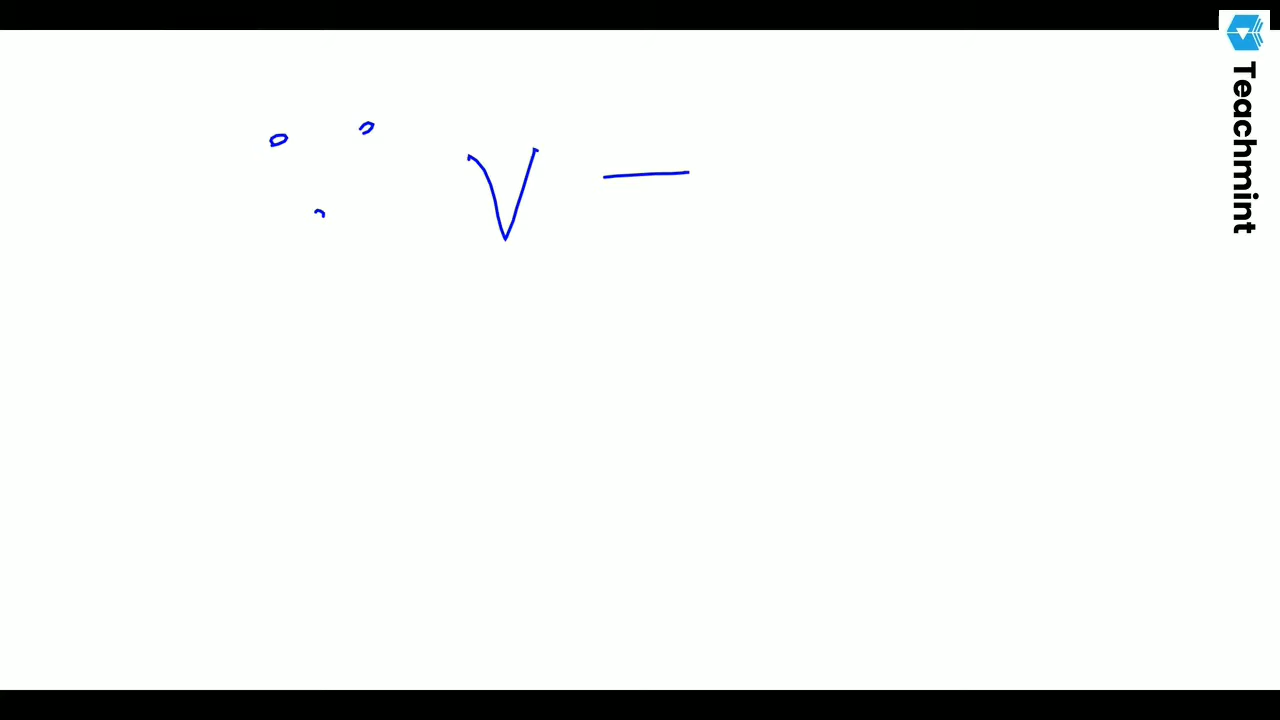 ∵ V —
Teachmint